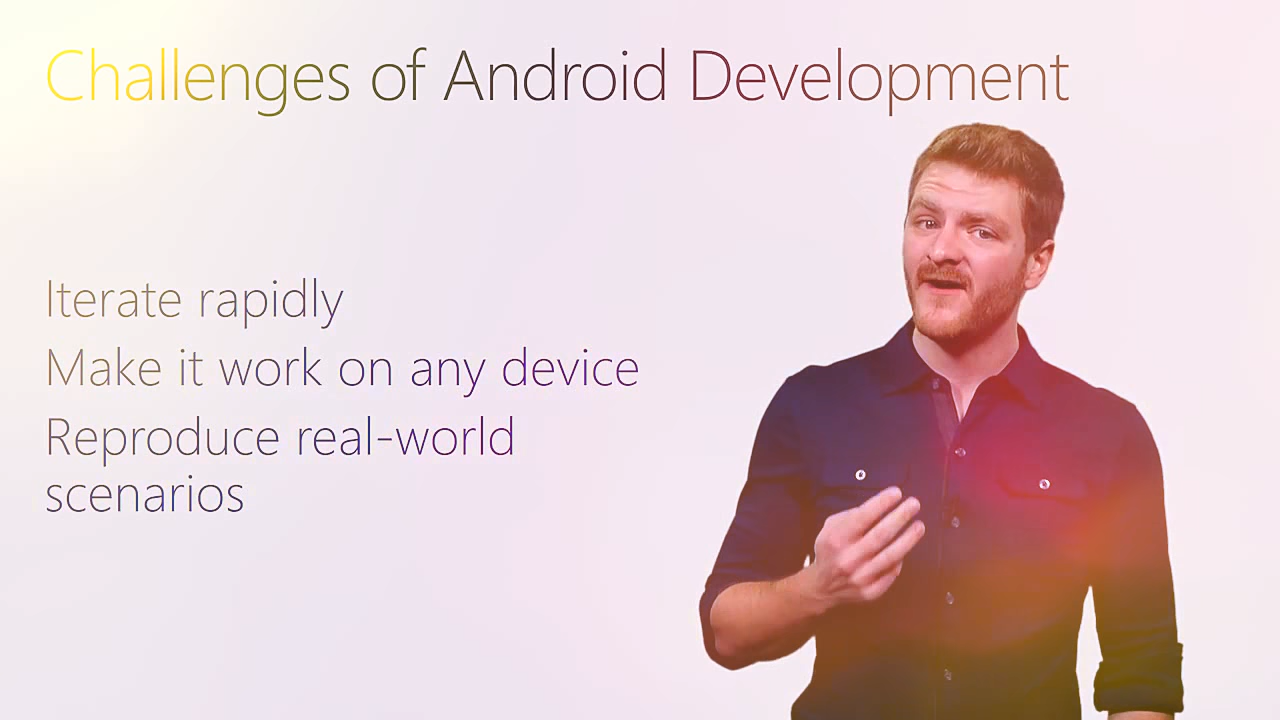 Challenges of Android Development
Iterate rapidly
Make it work on any device
Reproduce real-world
scenarios